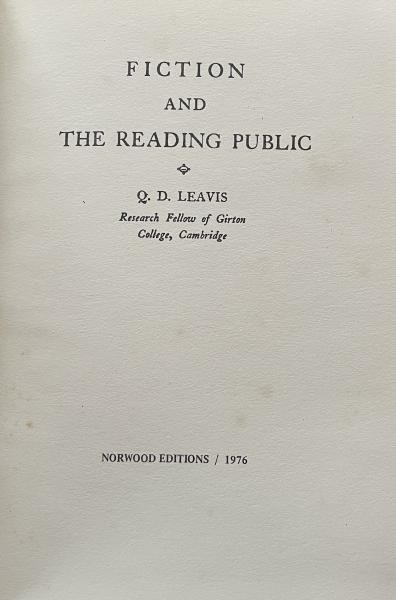 FICTION
AND
THE READING PUBLIC
Q. D. LEAVIS
Research Fellow of Girton
College, Cambridge
NORWOOD EDITIONS / 1976